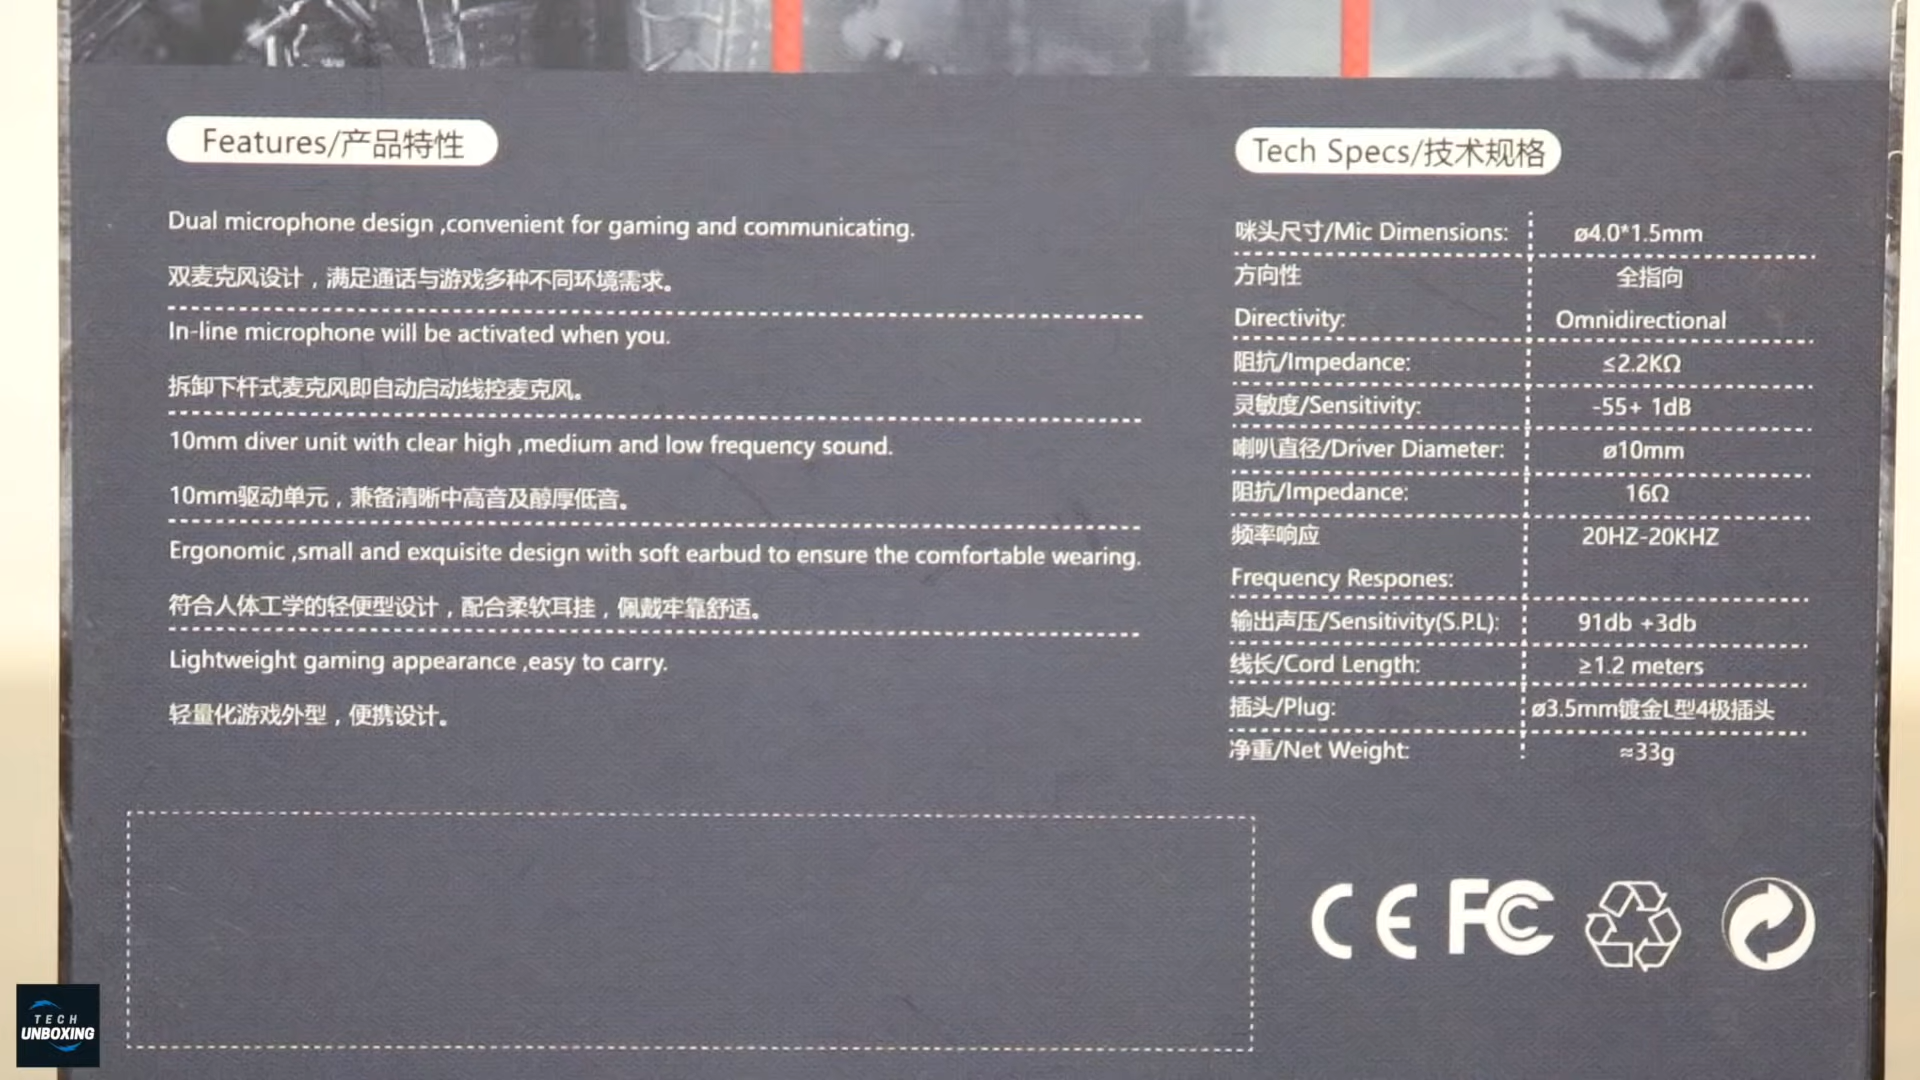 Features/产品特性
Dual microphone design ,convenient for gaming and communicating.
双麦克风设计，满足通话与游戏多种不同环境需求。
In-line microphone will be activated when you.
拆卸下杆式麦克风即自动启动线控麦克风。
10mm diver unit with clear high ,medium and low frequency sound.
10mm驱动单元，兼备清晰中高音及醇厚低音。
Ergonomic ,small and exquisite design with soft earbud to ensure the comfortable wearing.
符合人体工学的轻便型设计，配合柔软耳挂，佩戴牢靠舒适。
Lightweight gaming appearance ,easy to carry.
轻量化游戏外型，便携设计。
Tech Specs/技术规格
咪头尺寸/Mic Dimensions: ø4.0*1.5mm
方向性 全指向
Directivity: Omnidirectional
阻抗/Impedance: ≤2.2KΩ
灵敏度/Sensitivity: -55+ 1dB
喇叭直径/Driver Diameter: ø10mm
阻抗/Impedance: 16Ω
频率响应 20HZ-20KHZ
Frequency Respones:
输出声压/Sensitivity(S.P.L): 91db +3db
线长/Cord Length: ≥1.2 meters
插头/Plug: ø3.5mm镀金L型4极插头
净重/Net Weight: ≈33g
CE FC
TECH
UNBOXING